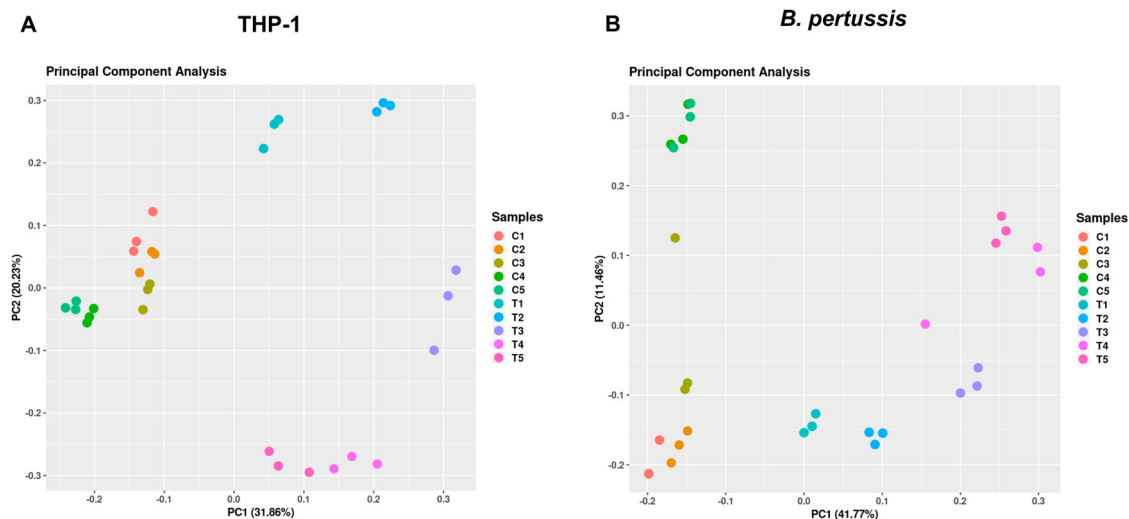 A
THP-1
Principal Component Analysis
PC2 (20.23%)
0.3
0.2
0.1
0.0
-0.1
-0.2
-0.3
-0.2
-0.1
0.0
0.1
0.2
0.3
PC1 (31.86%)
Samples
C1
C2
C3
C4
C5
T1
T2
T3
T4
T5
B
B. pertussis
Principal Component Analysis
PC2 (11.46%)
0.3
0.2
0.1
0.0
-0.1
-0.2
-0.2
-0.1
0.0
0.1
0.2
0.3
PC1 (41.77%)
Samples
C1
C2
C3
C4
C5
T1
T2
T3
T4
T5